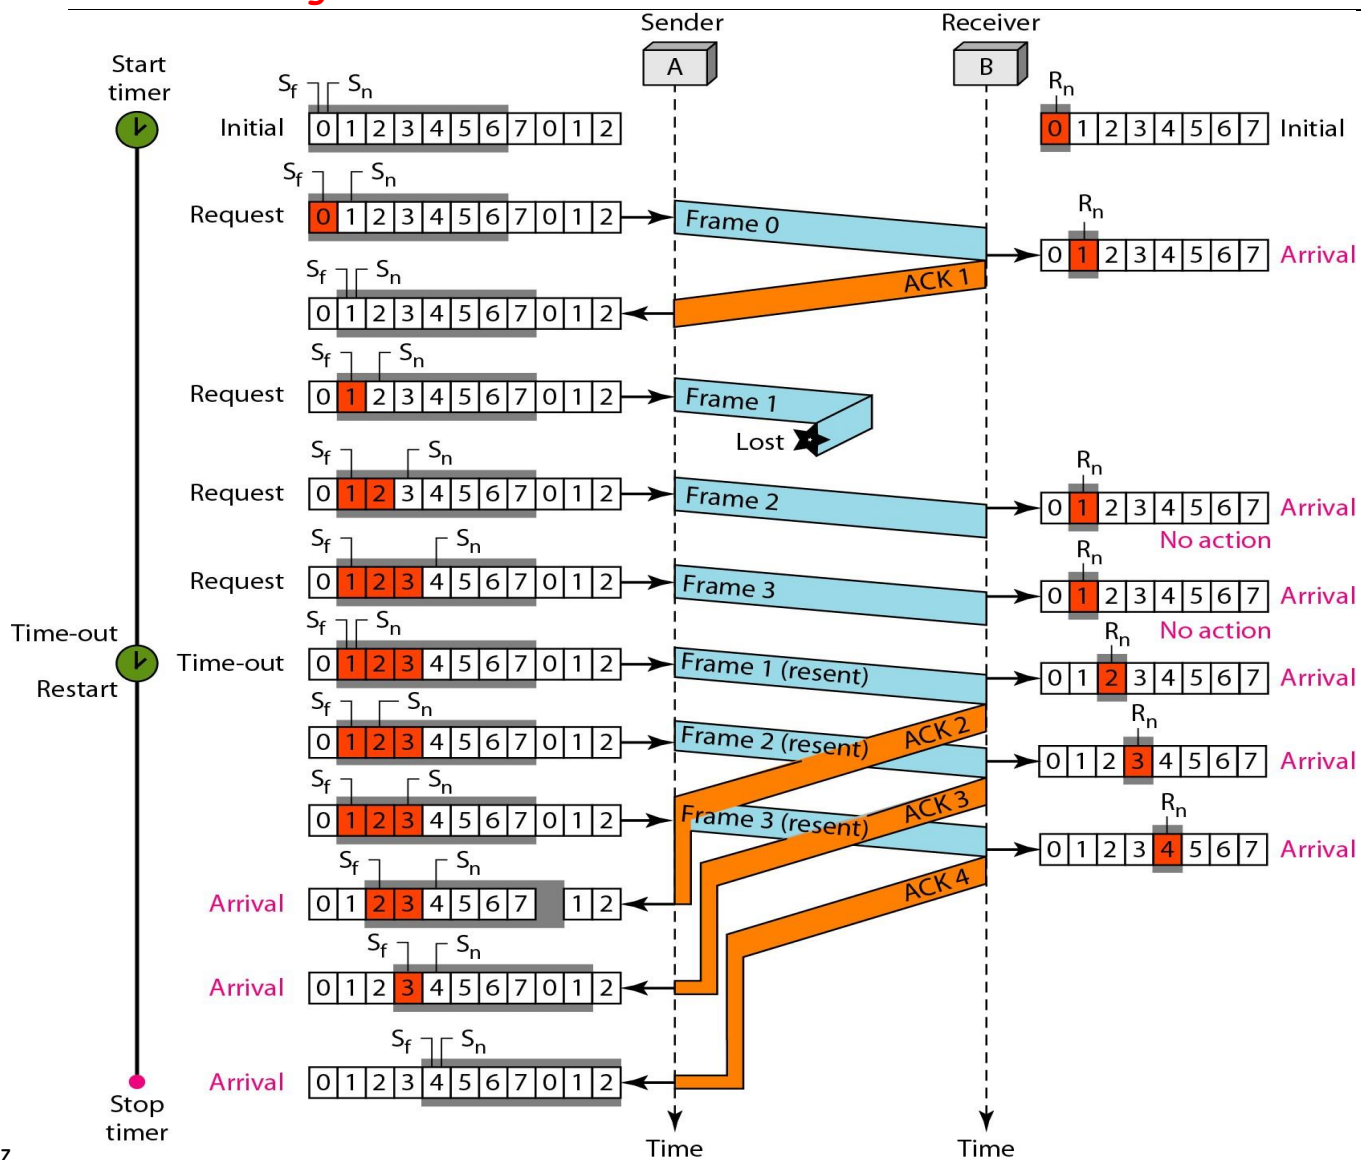 Sender Receiver
A B
Start timer
Sf Sn
Initial 0 1 2 3 4 5 6 7 0 1 2
Rn
0 1 2 3 4 5 6 7 Initial
Sf Sn
Request 0 1 2 3 4 5 6 7 0 1 2
Frame 0
Rn
0 1 2 3 4 5 6 7 Arrival
ACK 1
Sf Sn
0 1 2 3 4 5 6 7 0 1 2
Sf Sn
Request 0 1 2 3 4 5 6 7 0 1 2
Frame 1
Lost
Sf Sn
Request 0 1 2 3 4 5 6 7 0 1 2
Frame 2
Rn
0 1 2 3 4 5 6 7 Arrival
No action
Sf Sn
Request 0 1 2 3 4 5 6 7 0 1 2
Frame 3
Rn
0 1 2 3 4 5 6 7 Arrival
No action
Time-out
Restart
Sf Sn
Time-out 0 1 2 3 4 5 6 7 0 1 2
Frame 1 (resent)
Rn
0 1 2 3 4 5 6 7 Arrival
Sf Sn
0 1 2 3 4 5 6 7 0 1 2
Frame 2 (resent)
ACK 2
Rn
0 1 2 3 4 5 6 7 Arrival
Sf Sn
0 1 2 3 4 5 6 7 0 1 2
Frame 3 (resent)
ACK 3
Rn
0 1 2 3 4 5 6 7 Arrival
ACK 4
Sf Sn
Arrival 0 1 2 3 4 5 6 7 1 2
Sf Sn
Arrival 0 1 2 3 4 5 6 7 0 1 2
Sf Sn
Arrival 0 1 2 3 4 5 6 7 0 1 2
Stop timer
Time Time